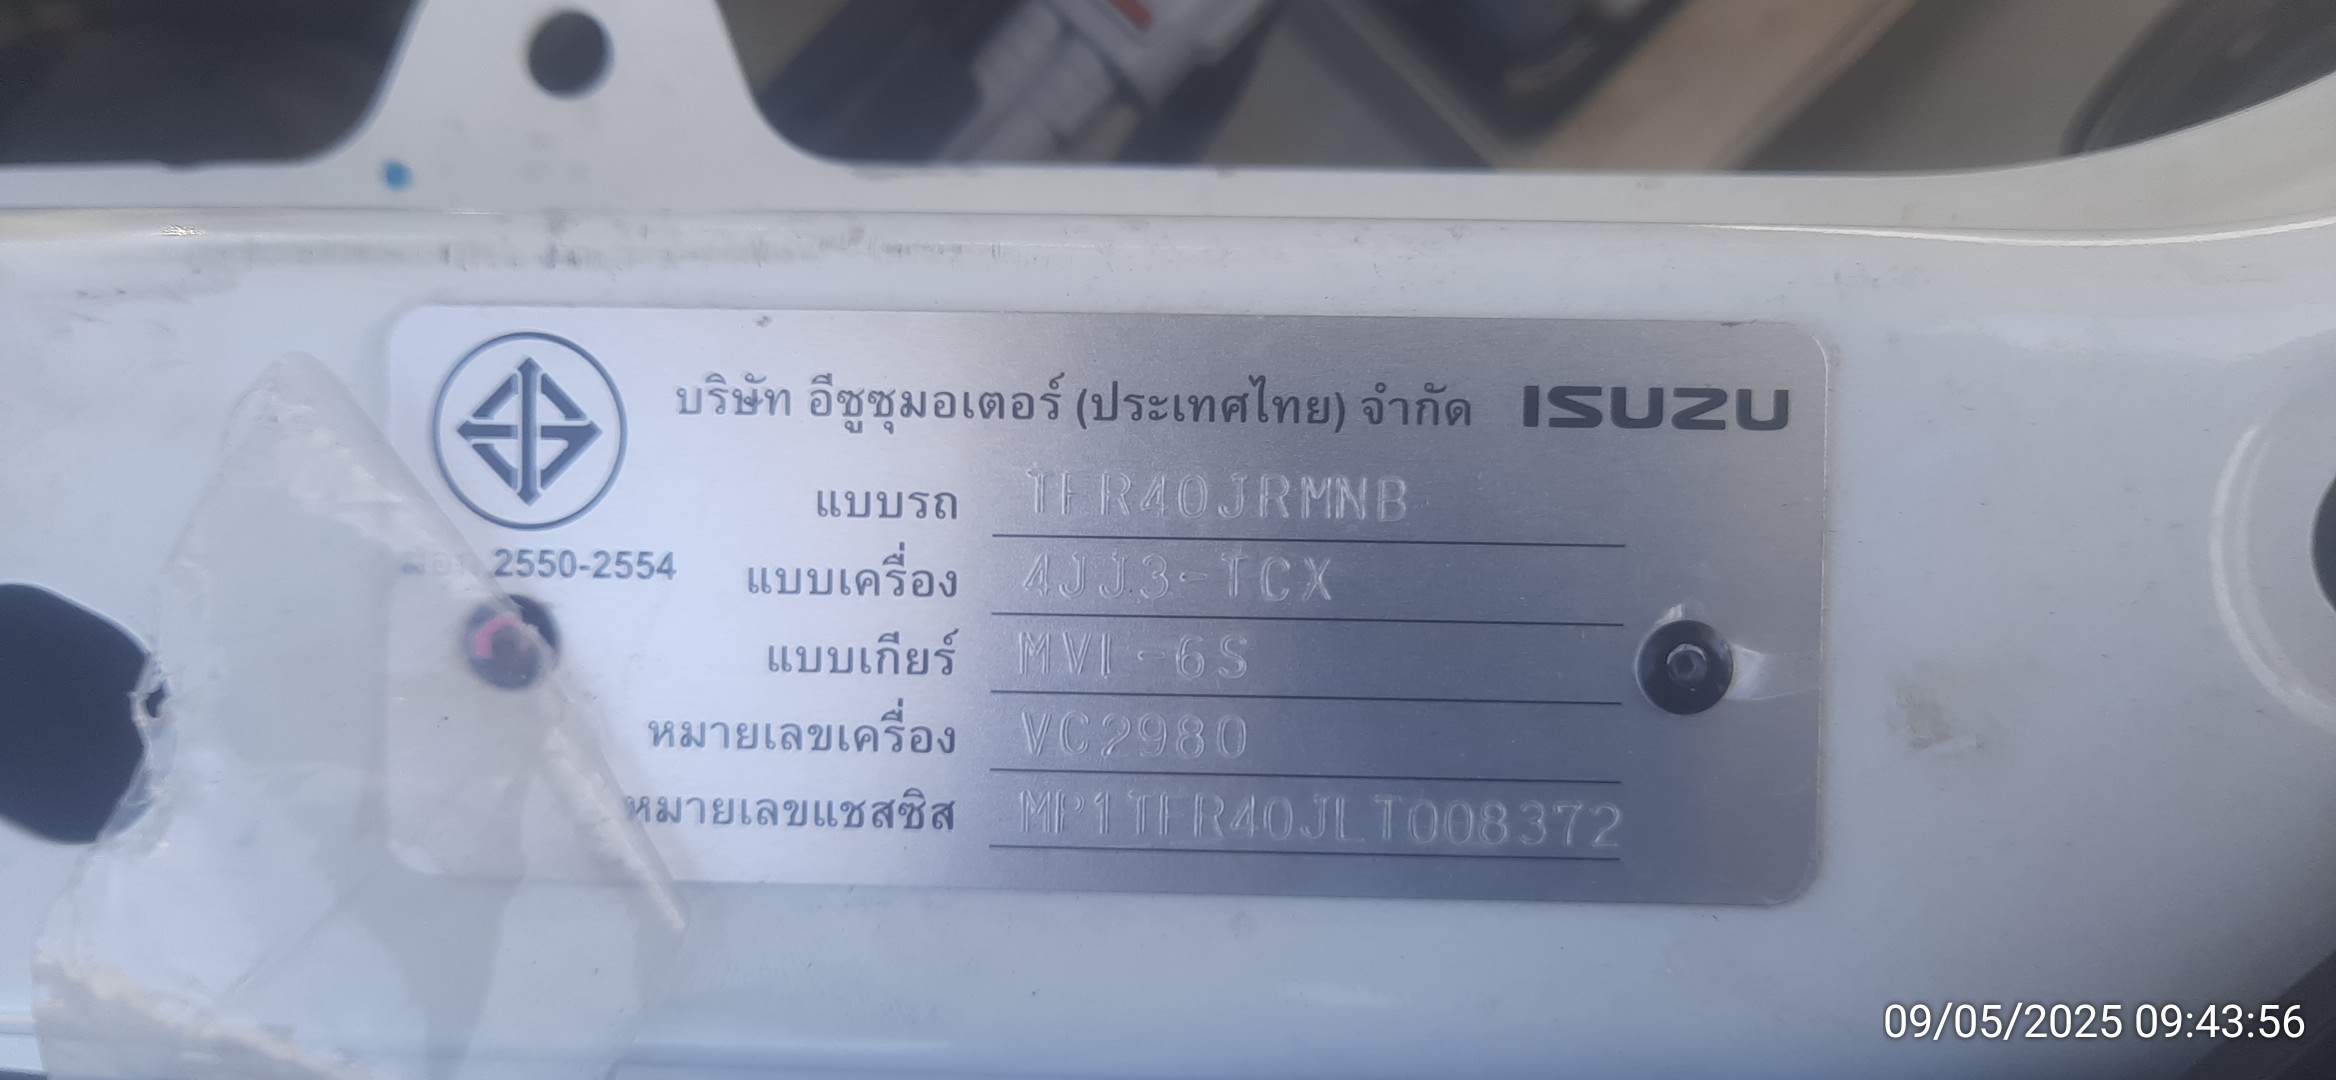 บริษัท อีซูซุมอเตอร์ (ประเทศไทย) จำกัด ISUZU
แบบรถ TFR40JRMNB
มอก. 2550-2554
แบบเครื่อง 4JJ3-TCX
แบบเกียร์ MVI-6S
หมายเลขเครื่อง VC2980
หมายเลขแชสซิส MP1TFR40JLT008372
09/05/2025 09:43:56